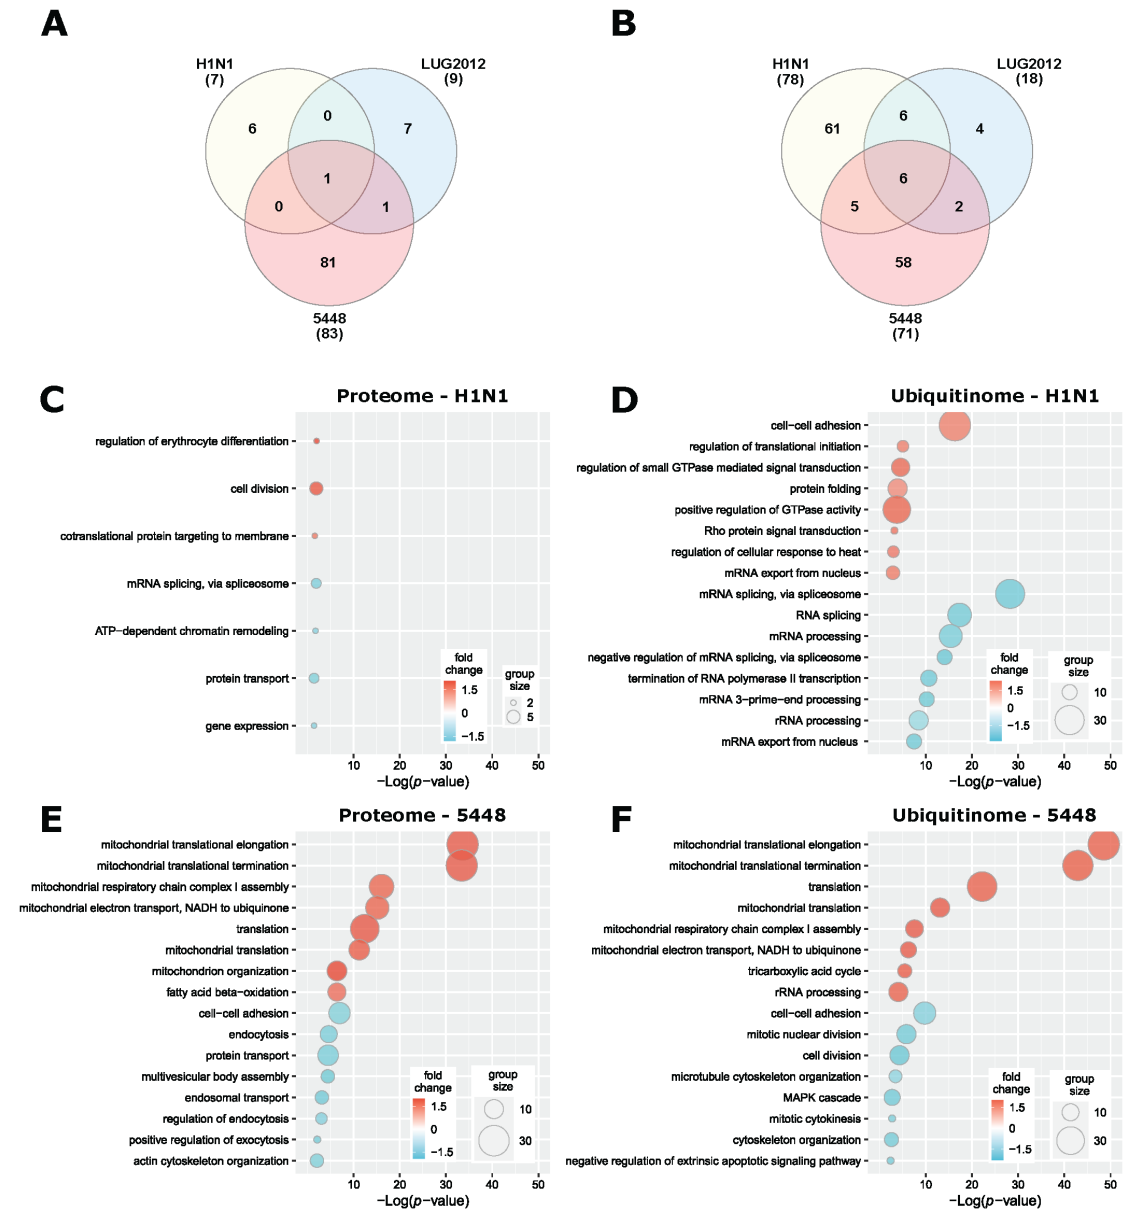 A
B
H1N1
(7)
LUG2012
(9)
6
0
7
1
0
1
81
5448
(83)
H1N1
(78)
LUG2012
(18)
61
6
4
6
5
2
58
5448
(71)
C
Proteome - H1N1
regulation of erythrocyte differentiation
cell division
cotranslational protein targeting to membrane
mRNA splicing, via spliceosome
ATP−dependent chromatin remodeling
protein transport
gene expression
fold
change
1.5
0
−1.5
group
size
2
5
10 20 30 40 50
−Log(p−value)
D
Ubiquitinome - H1N1
cell−cell adhesion
regulation of translational initiation
regulation of small GTPase mediated signal transduction
protein folding
positive regulation of GTPase activity
Rho protein signal transduction
regulation of cellular response to heat
mRNA export from nucleus
mRNA splicing, via spliceosome
RNA splicing
mRNA processing
negative regulation of mRNA splicing, via spliceosome
termination of RNA polymerase II transcription
mRNA 3−prime−end processing
rRNA processing
mRNA export from nucleus
fold
change
1.5
0
−1.5
group
size
10
30
10 20 30 40 50
−Log(p−value)
E
Proteome - 5448
mitochondrial translational elongation
mitochondrial translational termination
mitochondrial respiratory chain complex I assembly
mitochondrial electron transport, NADH to ubiquinone
translation
mitochondrial translation
mitochondrion organization
fatty acid beta−oxidation
cell−cell adhesion
endocytosis
protein transport
multivesicular body assembly
endosomal transport
regulation of endocytosis
positive regulation of exocytosis
actin cytoskeleton organization
fold
change
1.5
0
−1.5
group
size
10
30
10 20 30 40 50
−Log(p−value)
F
Ubiquitinome - 5448
mitochondrial translational elongation
mitochondrial translational termination
translation
mitochondrial translation
mitochondrial respiratory chain complex I assembly
mitochondrial electron transport, NADH to ubiquinone
tricarboxylic acid cycle
rRNA processing
cell−cell adhesion
mitotic nuclear division
cell division
microtubule cytoskeleton organization
MAPK cascade
mitotic cytokinesis
cytoskeleton organization
negative regulation of extrinsic apoptotic signaling pathway
fold
change
1.5
0
−1.5
group
size
10
30
10 20 30 40 50
−Log(p−value)